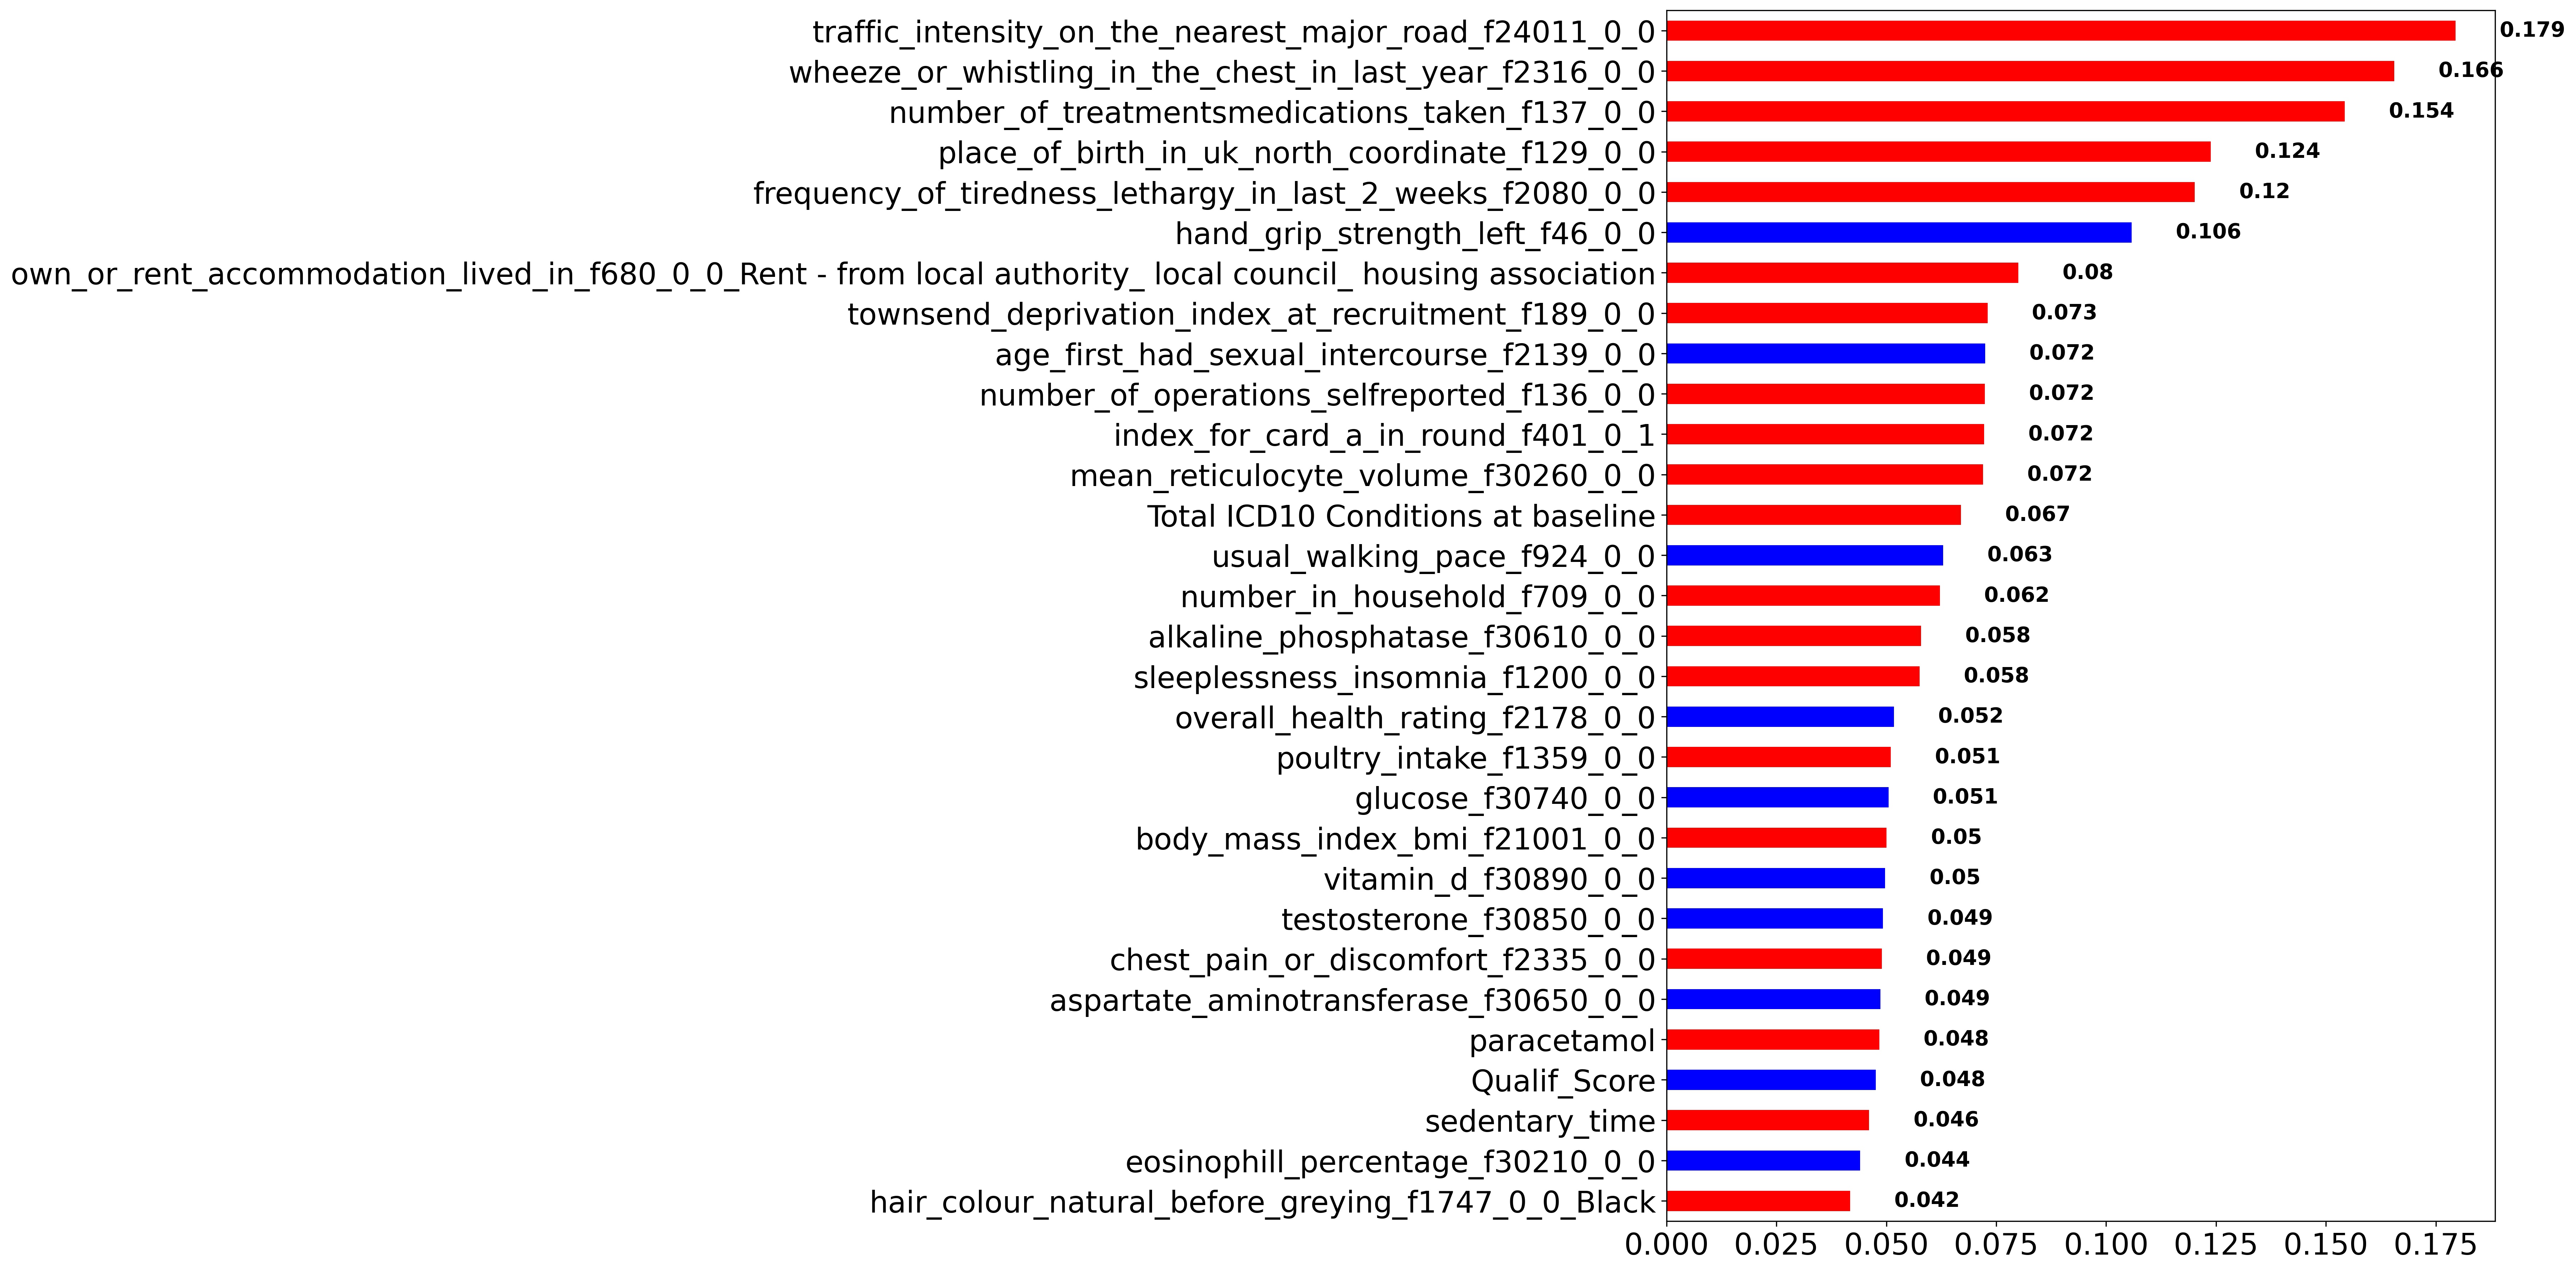 traffic_intensity_on_the_nearest_major_road_f24011_0_0 0.179
wheeze_or_whistling_in_the_chest_in_last_year_f2316_0_0 0.166
number_of_treatmentsmedications_taken_f137_0_0 0.154
place_of_birth_in_uk_north_coordinate_f129_0_0 0.124
frequency_of_tiredness_lethargy_in_last_2_weeks_f2080_0_0 0.12
hand_grip_strength_left_f46_0_0 0.106
own_or_rent_accommodation_lived_in_f680_0_0_Rent - from local authority_ local council_ housing association 0.08
townsend_deprivation_index_at_recruitment_f189_0_0 0.073
age_first_had_sexual_intercourse_f2139_0_0 0.072
number_of_operations_selfreported_f136_0_0 0.072
index_for_card_a_in_round_f401_0_1 0.072
mean_reticulocyte_volume_f30260_0_0 0.072
Total ICD10 Conditions at baseline 0.067
usual_walking_pace_f924_0_0 0.063
number_in_household_f709_0_0 0.062
alkaline_phosphatase_f30610_0_0 0.058
sleeplessness_insomnia_f1200_0_0 0.058
overall_health_rating_f2178_0_0 0.052
poultry_intake_f1359_0_0 0.051
glucose_f30740_0_0 0.051
body_mass_index_bmi_f21001_0_0 0.05
vitamin_d_f30890_0_0 0.05
testosterone_f30850_0_0 0.049
chest_pain_or_discomfort_f2335_0_0 0.049
aspartate_aminotransferase_f30650_0_0 0.049
paracetamol 0.048
Qualif_Score 0.048
sedentary_time 0.046
eosinophill_percentage_f30210_0_0 0.044
hair_colour_natural_before_greying_f1747_0_0_Black 0.042
0.000 0.025 0.050 0.075 0.100 0.125 0.150 0.175